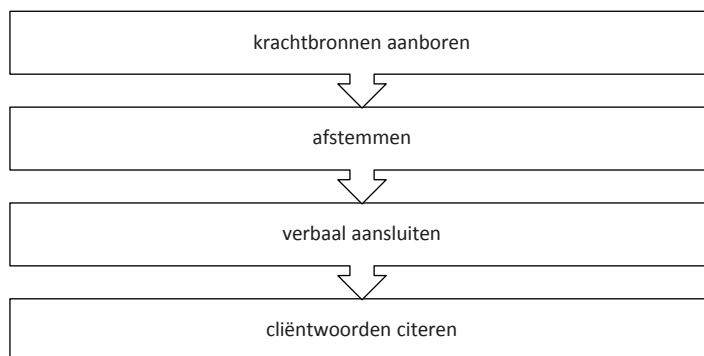 krachtbronnen aanboren
afstemmen
verbaal aansluiten
cliëntwoorden citeren